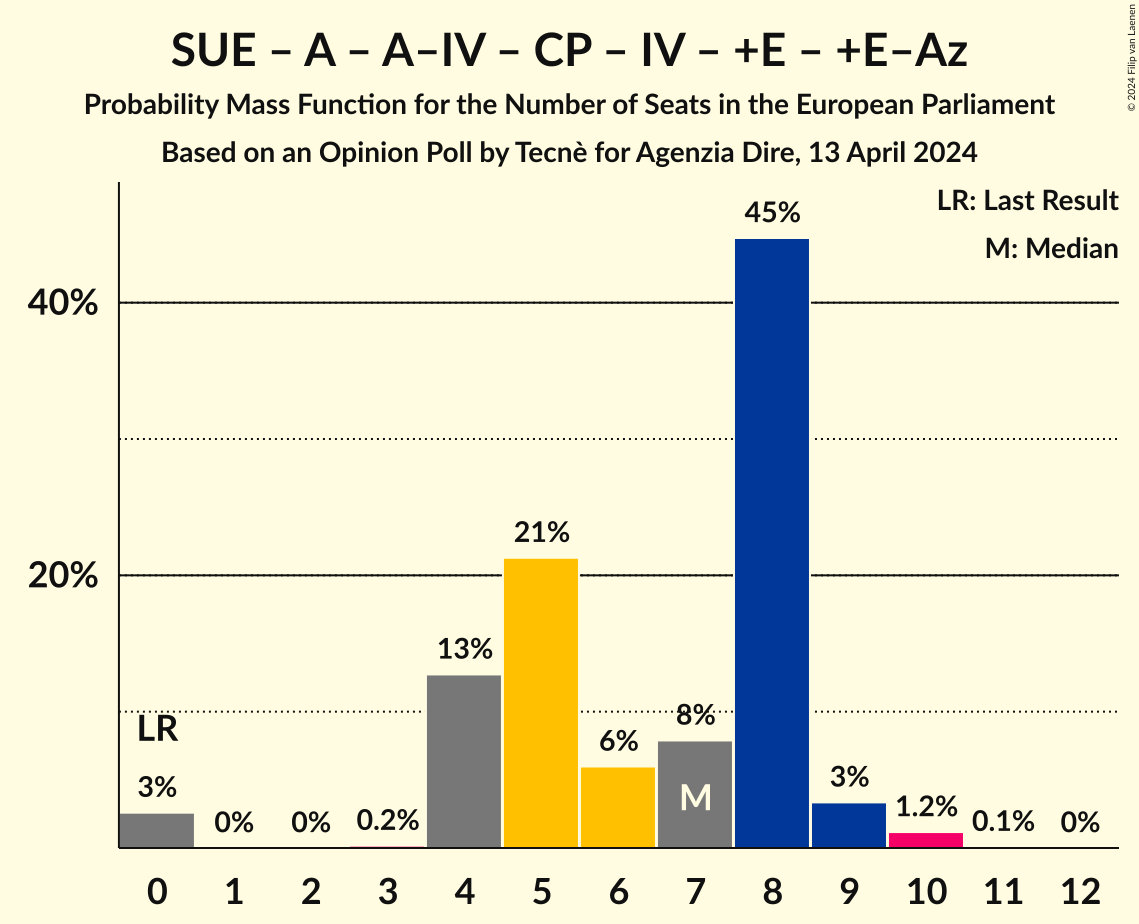 SUE – A – A–IV – CP – IV – +E – +E–Az
Probability Mass Function for the Number of Seats in the European Parliament
Based on an Opinion Poll by Tecnè for Agenzia Dire, 13 April 2024
© 2024 Filip van Laenen
LR: Last Result
M: Median
45%
40%
21%
20%
13%
LR
8%
6%
3%
M
3%
1.2%
0%
0%
0.2%
0.1%
0%
0 1 2 3 4 5 6 7 8 9 10 11 12